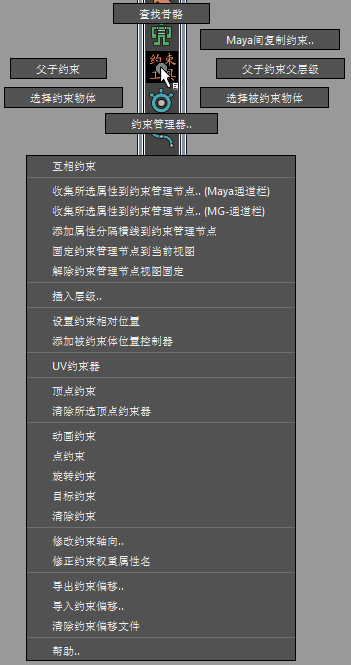 查找骨骼
Maya间复制约束..
约束
工具
父子约束
父子约束父层级
选择约束物体
选择被约束物体
约束管理器..
互相约束
收集所选属性到约束管理节点.. (Maya通道栏)
收集所选属性到约束管理节点.. (MG-通道栏)
添加属性分隔横线到约束管理节点
固定约束管理节点到当前视图
解除约束管理节点视图固定
插入层级..
设置约束相对位置
添加被约束体位置控制器
UV约束器
顶点约束
清除所选顶点约束器
动画约束
点约束
旋转约束
目标约束
清除约束
修改约束轴向..
修正约束权重属性名
导出约束偏移..
导入约束偏移..
清除约束偏移文件
帮助..